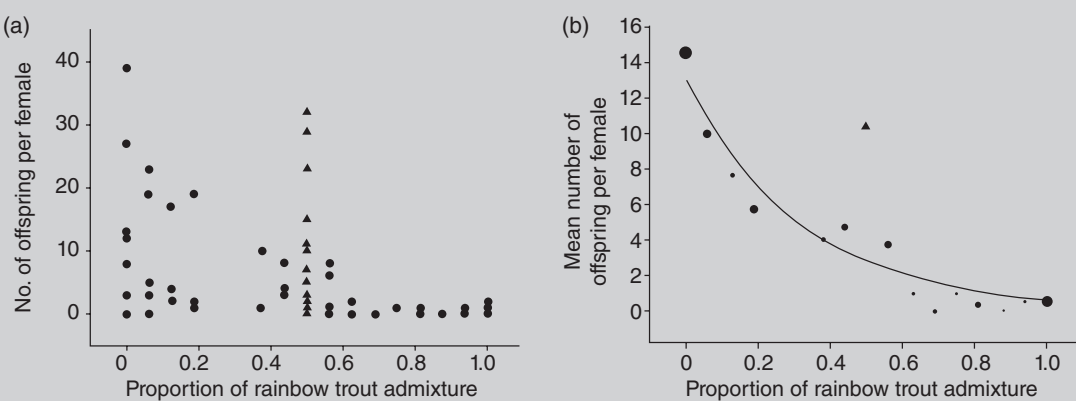 (a)
No. of offspring per female
40
30
20
10
0
0 0.2 0.4 0.6 0.8 1.0
Proportion of rainbow trout admixture
(b)
Mean number of
offspring per female
16
14
12
10
8
6
4
2
0
0 0.2 0.4 0.6 0.8 1.0
Proportion of rainbow trout admixture